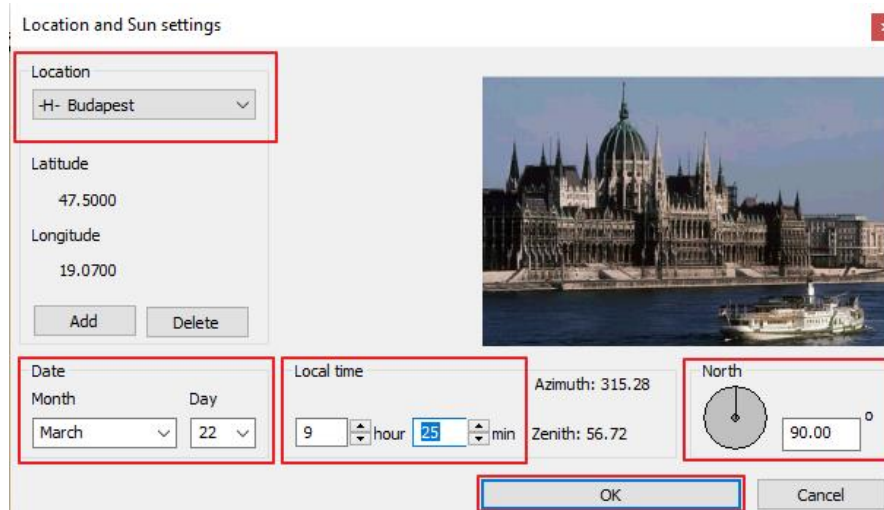 Location and Sun settings
Location
-H- Budapest
Latitude
47.5000
Longitude
19.0700
Add Delete
Date
Month Day
March 22
Local time
9 hour 25 min
Azimuth: 315.28
Zenith: 56.72
North
90.00 °
OK Cancel